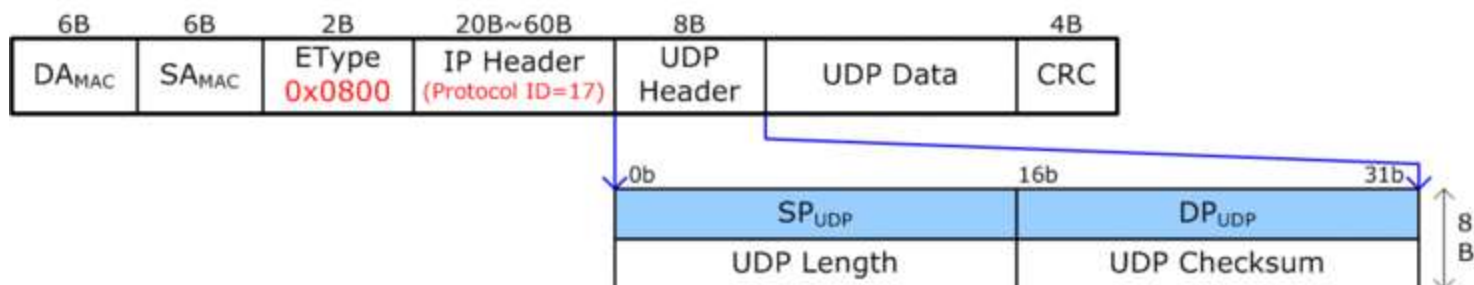 6B 6B 2B 20B~60B 8B 4B
DAMAC SAMAC EType 0x0800 IP Header (Protocol ID=17) UDP Header UDP Data CRC
0b 16b 31b
SPUDP DPUDP
UDP Length UDP Checksum
8B